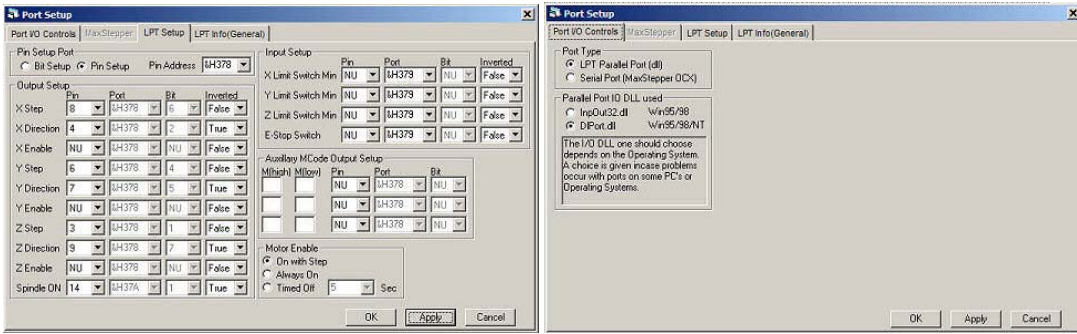 Port Setup
Port I/O Controls MaxStepper LPT Setup LPT Info(General)
Pin Setup Port
Bit Setup Pin Setup Pin Address &H378
Output Setup
Pin Port Bit Inverted
X Step 8 &H378 6 False
X Direction 4 &H378 2 True
X Enable NU &H378 NU False
Y Step 6 &H378 4 False
Y Direction 7 &H378 5 True
Y Enable NU &H378 NU False
Z Step 3 &H378 1 False
Z Direction 9 &H378 7 True
Z Enable NU &H378 NU False
Spindle ON 14 &H37A 1 True
Input Setup
Pin Port Bit Inverted
X Limit Switch Min NU &H379 NU False
Y Limit Switch Min NU &H379 NU False
Z Limit Switch Min NU &H379 NU False
E-Stop Switch NU &H379 NU False
Auxillary MCode Output Setup
M(high) M(low) Pin Port Bit
NU &H378 NU
NU &H378 NU
NU &H378 NU
Motor Enable
On with Step
Always On
Timed Off 5 Sec
OK Apply Cancel
Port Setup
Port I/O Controls MaxStepper LPT Setup LPT Info(General)
Port Type
LPT Parallel Port (dll)
Serial Port (MaxStepper OCX)
Parallel Port IO DLL used
InpOut32.dll Win95/98
DlPort.dll Win95/98/NT
The I/O DLL one should choose
depends on the Operating System.
A choice is given incase problems
occur with ports on some PC's or
Operating Systems.
OK Apply Cancel